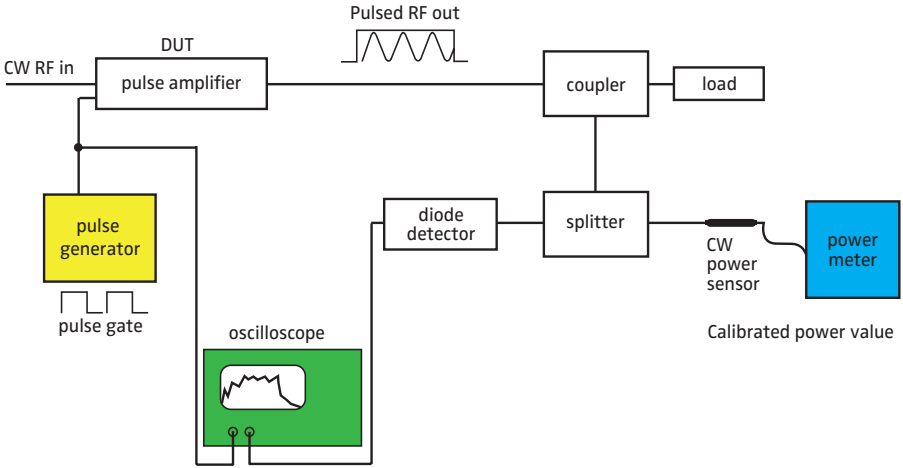 Pulsed RF out
DUT
CW RF in
pulse amplifier
coupler
load
pulse
generator
diode
detector
splitter
CW
power
sensor
power
meter
pulse gate
oscilloscope
Calibrated power value